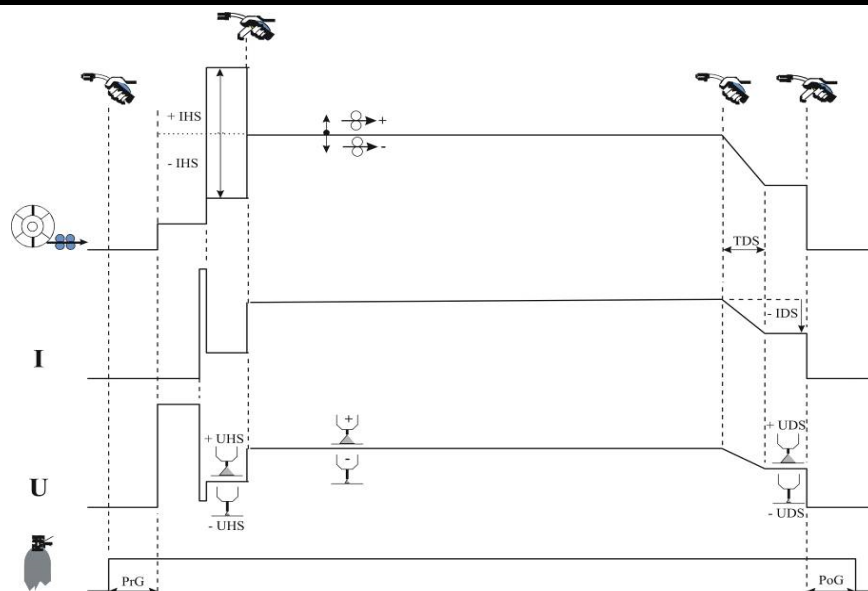 + IHS
+
- IHS
-
TDS
- IDS
I
+
+ UHS
+ UDS
-
U
- UHS
- UDS
PrG
PoG